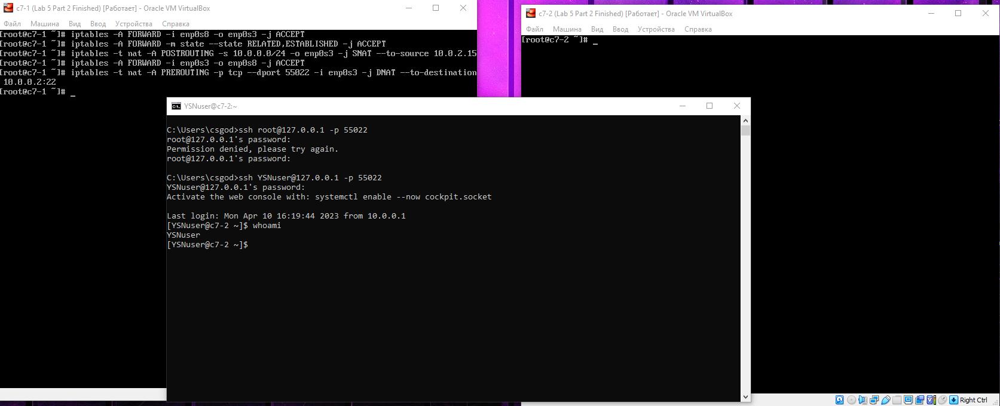 c7-1 (Lab 5 Part 2 Finished) [Работает] - Oracle VM VirtualBox
Файл Машина Вид Ввод Устройства Справка
[root@c7-1 ~]# iptables -A FORWARD -i enp0s8 -o enp0s3 -j ACCEPT
[root@c7-1 ~]# iptables -A FORWARD -m state --state RELATED,ESTABLISHED -j ACCEPT
[root@c7-1 ~]# iptables -t nat -A POSTROUTING -s 10.0.0.0/24 -o enp0s3 -j SNAT --to-source 10.0.2.15
[root@c7-1 ~]# iptables -A FORWARD -i enp0s3 -o enp0s8 -j ACCEPT
[root@c7-1 ~]# iptables -t nat -A PREROUTING -p tcp --dport 55022 -i enp0s3 -j DNAT --to-destination
10.0.0.2:22
[root@c7-1 ~]# _
c7-2 (Lab 5 Part 2 Finished) [Работает] - Oracle VM VirtualBox
Файл Машина Вид Ввод Устройства Справка
[root@c7-2 ~]# _
YSNuser@c7-2:~
C:\Users\csgod>ssh root@127.0.0.1 -p 55022
root@127.0.0.1's password:
Permission denied, please try again.
root@127.0.0.1's password:
C:\Users\csgod>ssh YSNuser@127.0.0.1 -p 55022
YSNuser@127.0.0.1's password:
Activate the web console with: systemctl enable --now cockpit.socket
Last login: Mon Apr 10 16:19:44 2023 from 10.0.0.1
[YSNuser@c7-2 ~]$ whoami
YSNuser
[YSNuser@c7-2 ~]$
Right Ctrl